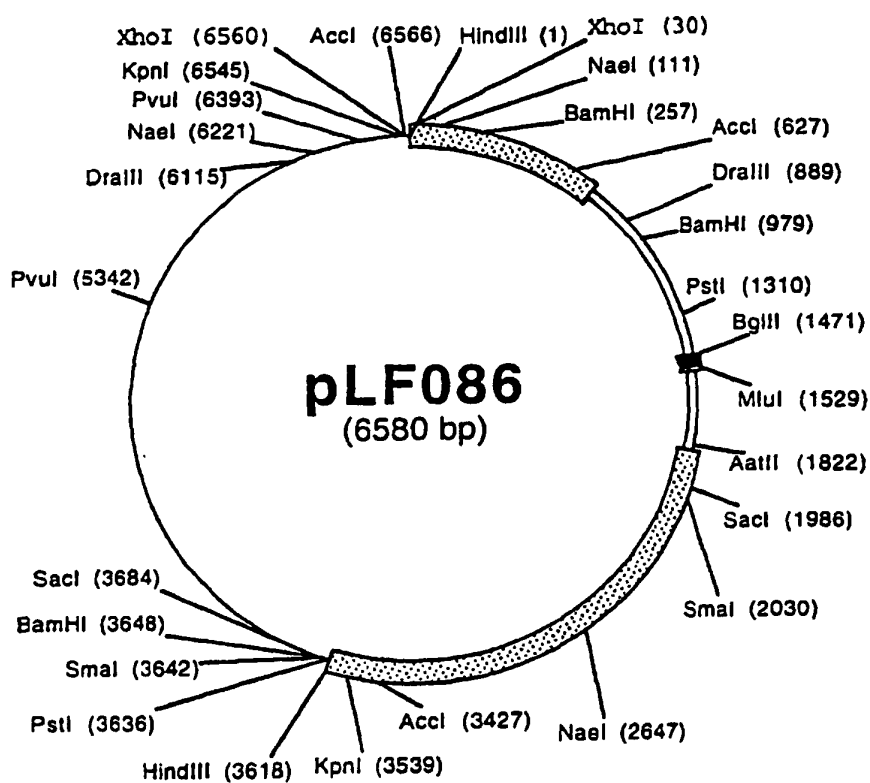 XhoI (6560)
AccI (6566)
HindIII (1)
XhoI (30)
KpnI (6545)
NaeI (111)
PvuI (6393)
BamHI (257)
NaeI (6221)
AccI (627)
DraIII (6115)
DraIII (889)
BamHI (979)
PvuI (5342)
PstI (1310)
BglII (1471)
pLF086
(6580 bp)
MluI (1529)
AatII (1822)
SacI (1986)
SacI (3684)
SmaI (2030)
BamHI (3648)
SmaI (3642)
PstI (3636)
AccI (3427)
NaeI (2647)
HindIII (3618)
KpnI (3539)